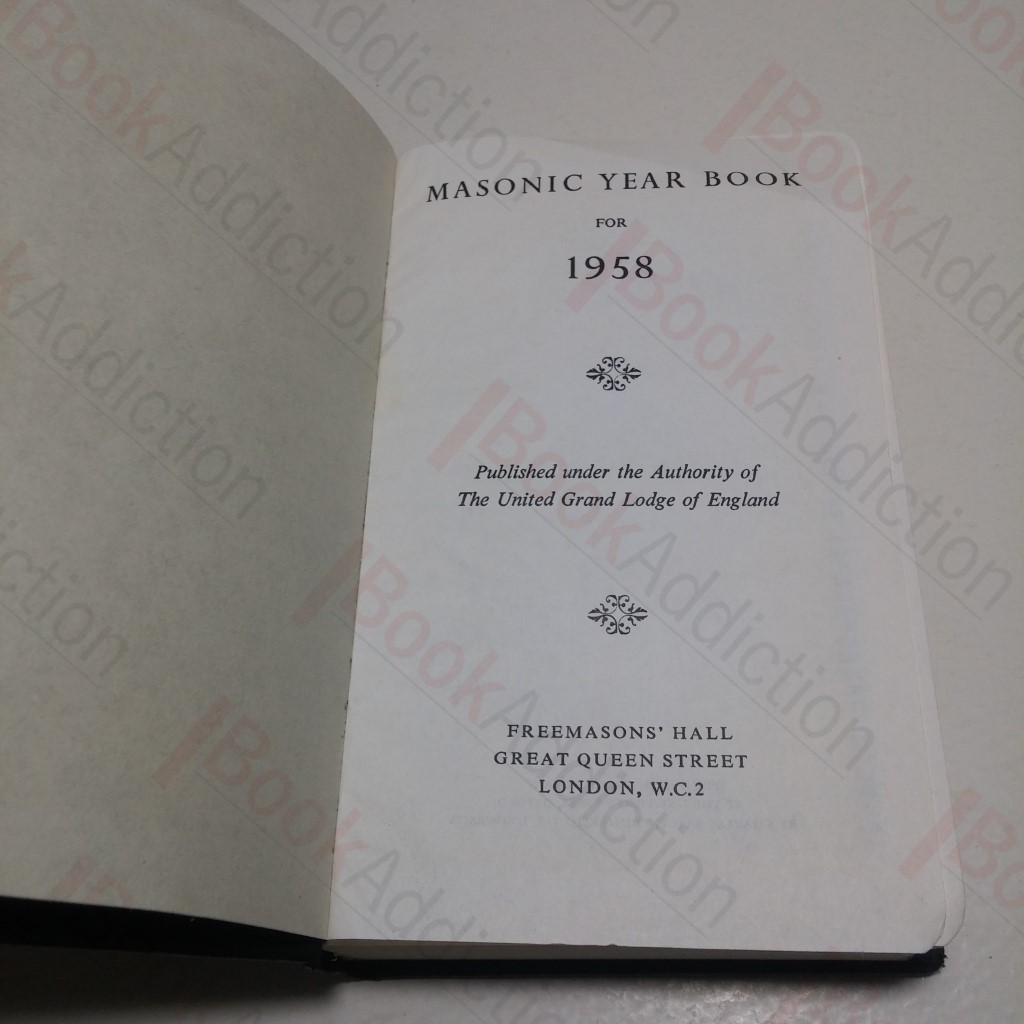 MASONIC YEAR BOOK
FOR
1958
Published under the Authority of
The United Grand Lodge of England
FREEMASONS' HALL
GREAT QUEEN STREET
LONDON, W.C.2
BookAddiction